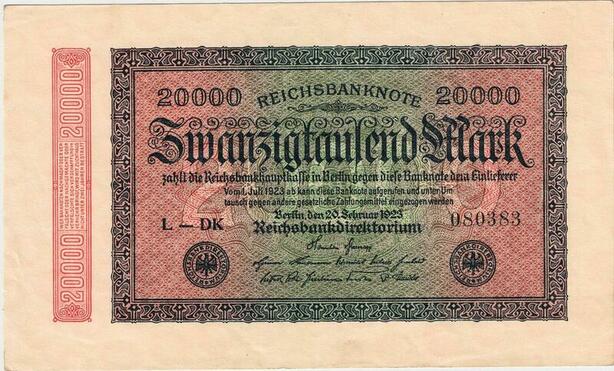 20000 REICHSBANKNOTE 20000
Zwanzigtausend Mark
zahlt die Reichsbankhauptkasse in Berlin gegen diese Banknote dem Einlieferer
Vom 1. Juli 1923 ab kann diese Banknote aufgerufen und unter Um
tausch gegen andere gesetzliche Zahlungsmittel eingezogen werden
Berlin, den 20. Februar 1923
L — DK Reichsbankdirektorium 080383
20000
20000